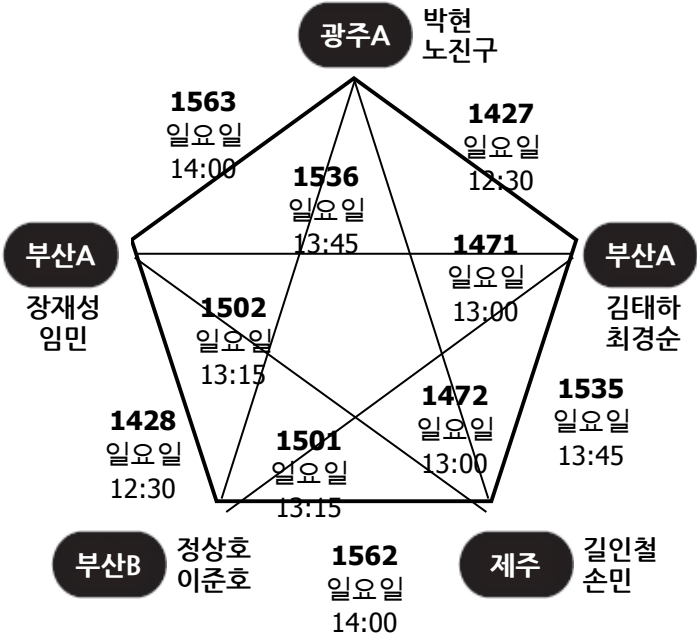 광주A
박현
노진구
1563
일요일
14:00
1427
일요일
12:30
1536
일요일
13:45
1471
일요일
13:00
부산A
장재성
임민
부산A
김태하
최경순
1502
일요일
13:15
1472
일요일
13:00
1535
일요일
13:45
1428
일요일
12:30
1501
일요일
13:15
부산B
정상호
이준호
1562
일요일
14:00
제주
길인철
손민